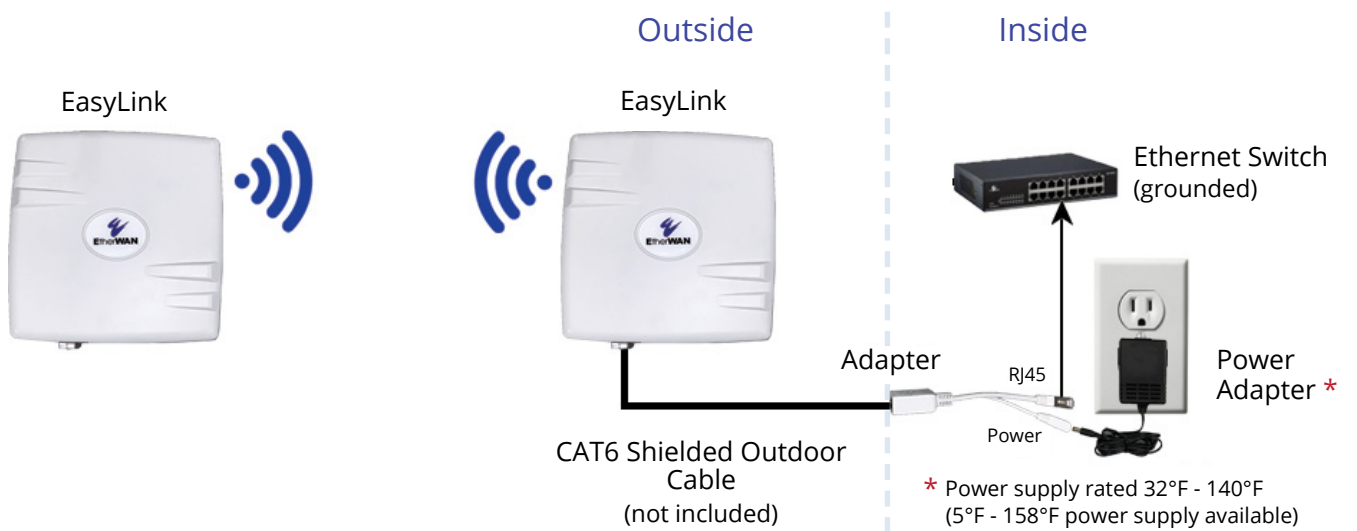 Outside
Inside
EasyLink
EasyLink
EtherWAN
EtherWAN
Ethernet Switch
(grounded)
Adapter
RJ45
Power
Power
Adapter *
CAT6 Shielded Outdoor
Cable
(not included)
* Power supply rated 32°F - 140°F
(5°F - 158°F power supply available)